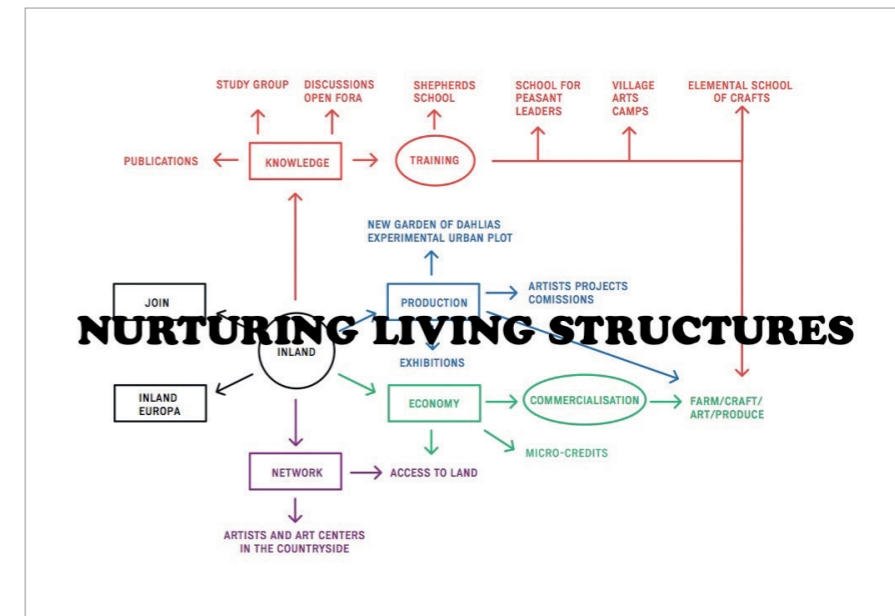 STUDY GROUP
DISCUSSIONS
OPEN FORA
SHEPHERDS
SCHOOL
SCHOOL FOR
PEASANT
LEADERS
VILLAGE
ARTS
CAMPS
ELEMENTAL SCHOOL
OF CRAFTS
PUBLICATIONS
KNOWLEDGE
TRAINING
NEW GARDEN OF DAHLIAS
EXPERIMENTAL URBAN PLOT
JOIN
PRODUCTION
ARTISTS PROJECTS
COMISSIONS
NURTURING LIVING STRUCTURES
INLAND
EXHIBITIONS
INLAND
EUROPA
ECONOMY
COMMERCIALISATION
FARM/CRAFT/
ART/PRODUCE
MICRO-CREDITS
NETWORK
ACCESS TO LAND
ARTISTS AND ART CENTERS
IN THE COUNTRYSIDE